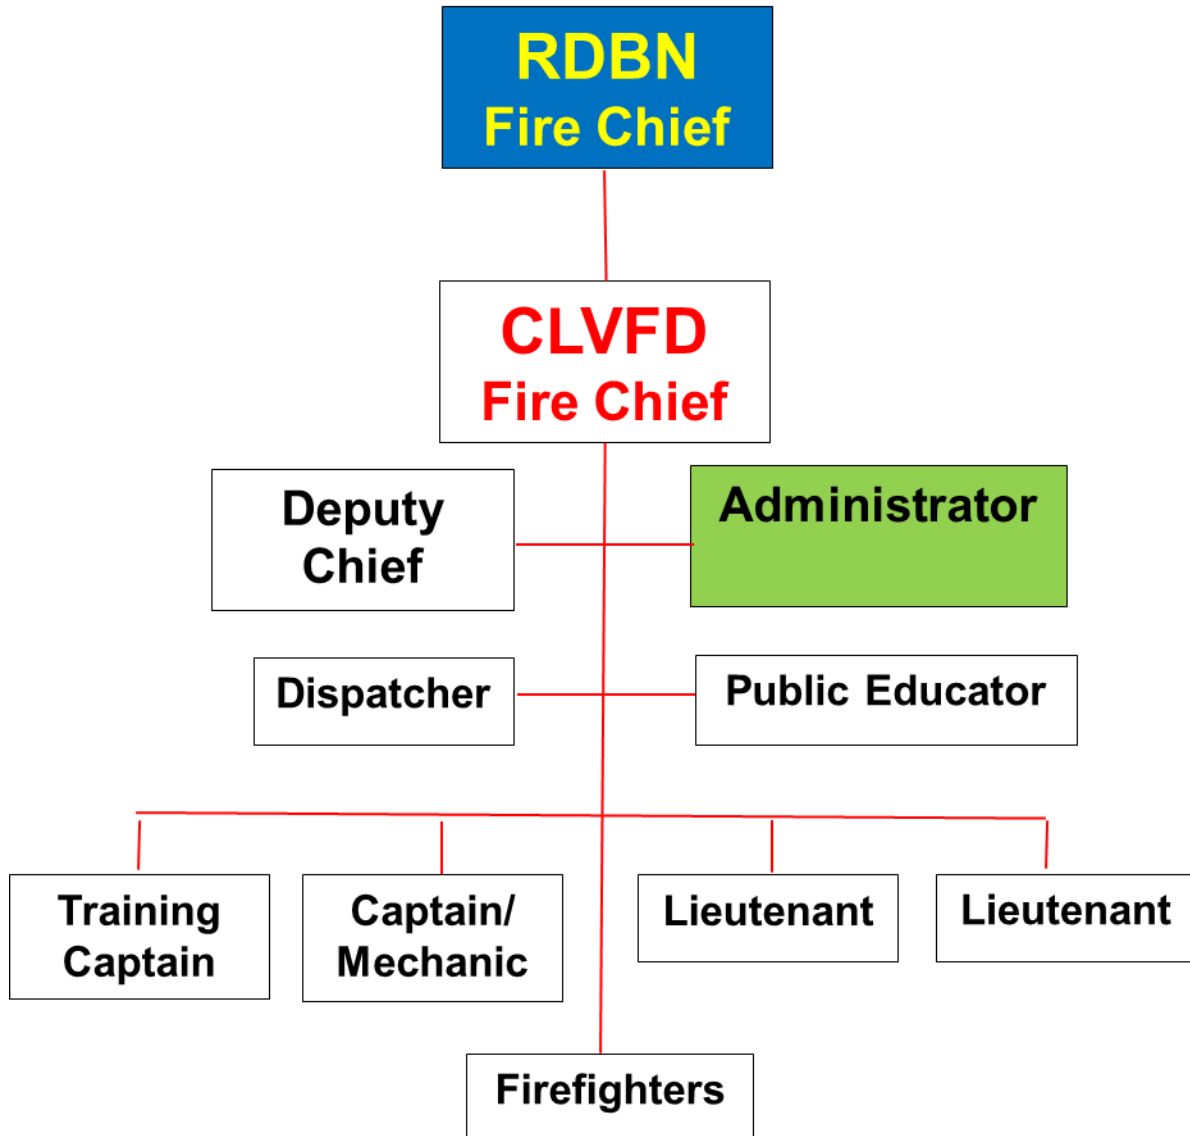 RDBN
Fire Chief
CLVFD
Fire Chief
Deputy
Chief
Administrator
Dispatcher
Public Educator
Training
Captain
Captain/
Mechanic
Lieutenant
Lieutenant
Firefighters